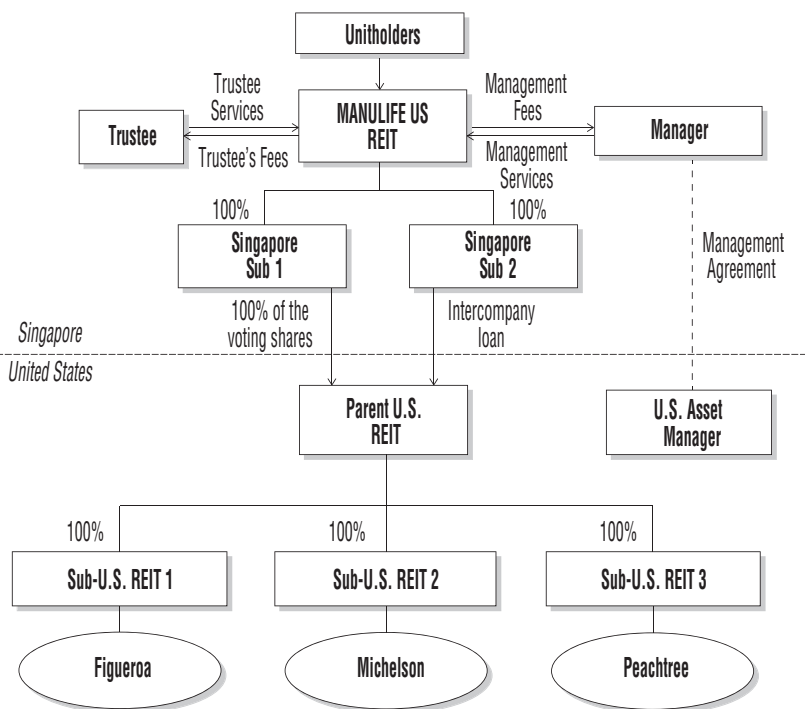 Unitholders
Trustee
Services
Management
Fees
Trustee
MANULIFE US
REIT
Manager
Trustee's Fees
Management
Services
100%
100%
Singapore
Sub 1
Singapore
Sub 2
Management
Agreement
100% of the
voting shares
Intercompany
loan
Singapore
United States
Parent U.S.
REIT
U.S. Asset
Manager
100%
100%
100%
Sub-U.S. REIT 1
Sub-U.S. REIT 2
Sub-U.S. REIT 3
Figueroa
Michelson
Peachtree